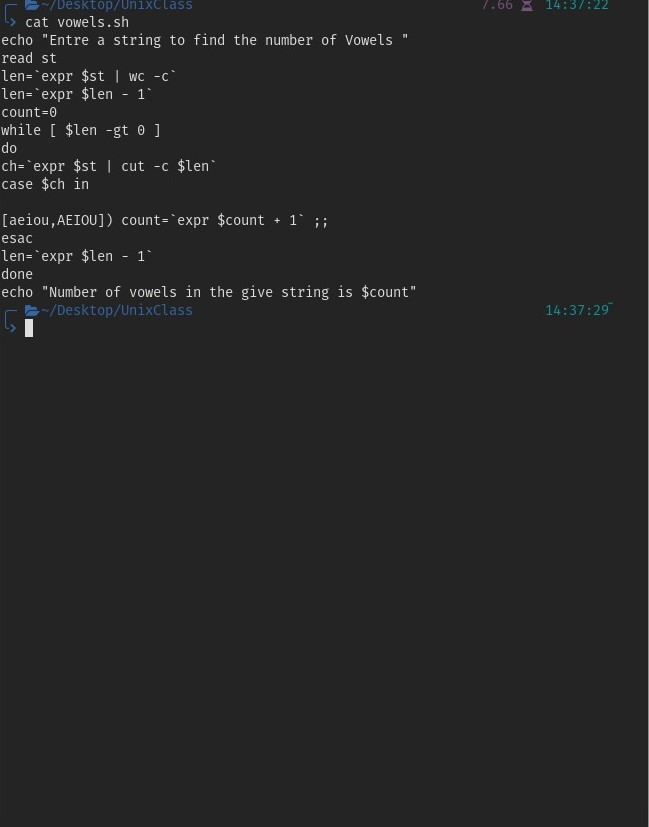 ~/Desktop/UnixClass 7.66 14:37:22
cat vowels.sh
echo "Entre a string to find the number of Vowels "
read st
len=`expr $st | wc -c`
len=`expr $len - 1`
count=0
while [ $len -gt 0 ]
do
ch=`expr $st | cut -c $len`
case $ch in
[aeiou,AEIOU]) count=`expr $count + 1` ;;
esac
len=`expr $len - 1`
done
echo "Number of vowels in the give string is $count"
~/Desktop/UnixClass 14:37:29